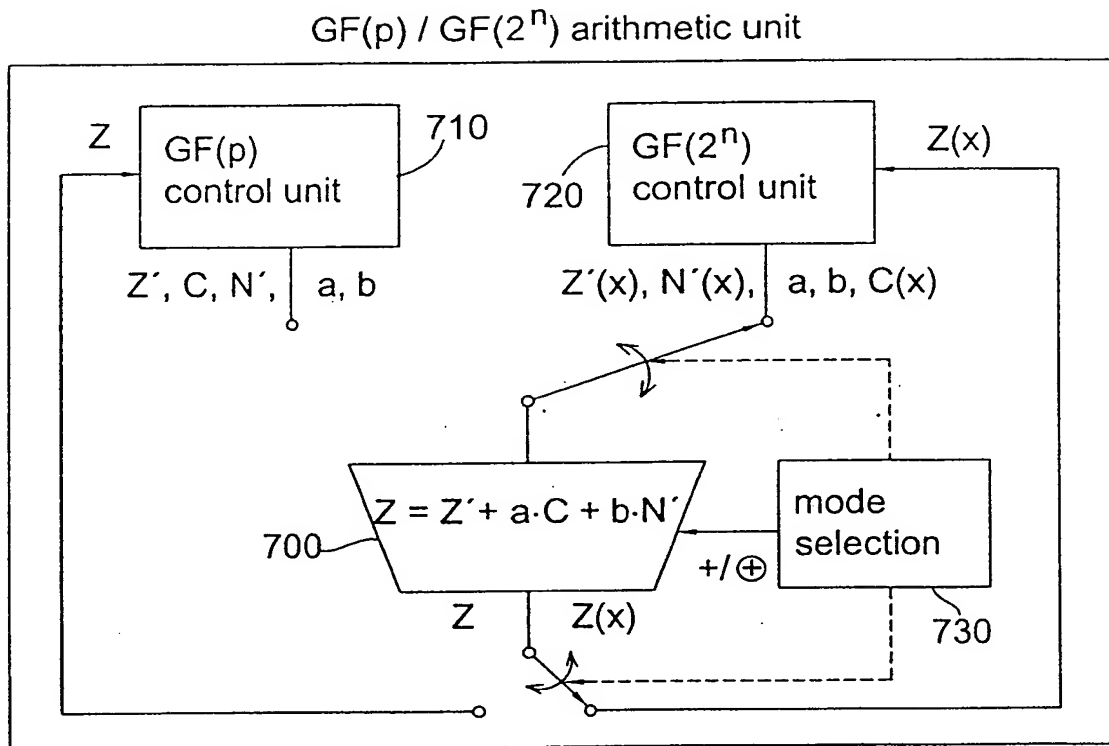 GF(p) / GF(2ⁿ) arithmetic unit
Z
GF(p)
control unit
710
720
GF(2ⁿ)
control unit
Z(x)
Z´, C, N´, a, b
Z´(x), N´(x), a, b, C(x)
Z = Z´+ a·C + b·N´
700
+/⊕
mode
selection
730
Z Z(x)